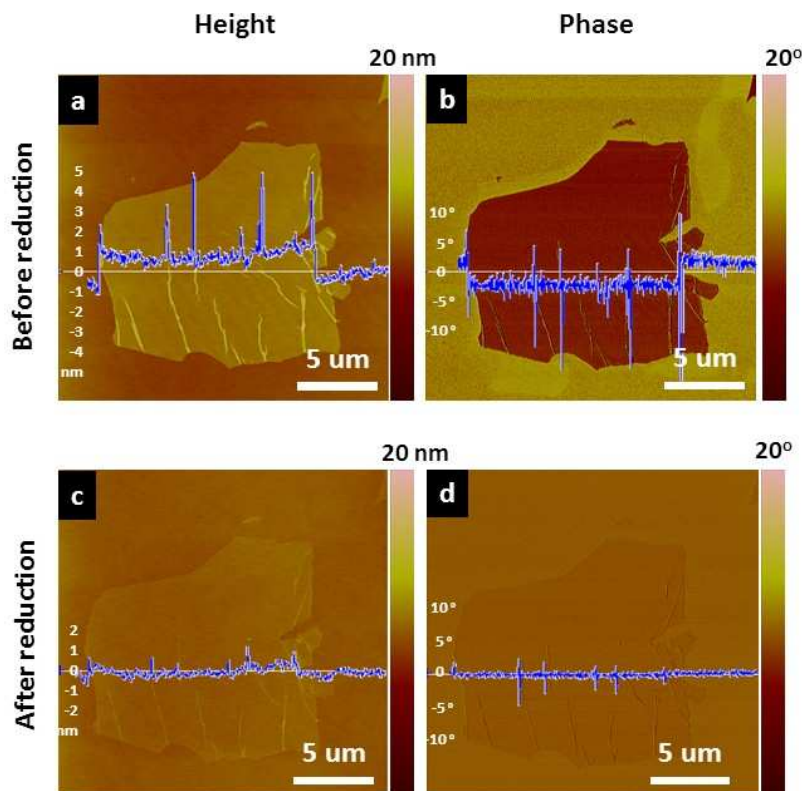 Height
Phase
20 nm
20°
Before reduction
a
5
4
3
2
1
0
-1
-2
-3
-4
nm
5 um
b
10°
5°
0
-5°
-10°
5 um
20 nm
20°
After reduction
c
2
1
0
-1
-2
nm
5 um
d
10°
5°
0
-5°
-10°
5 um